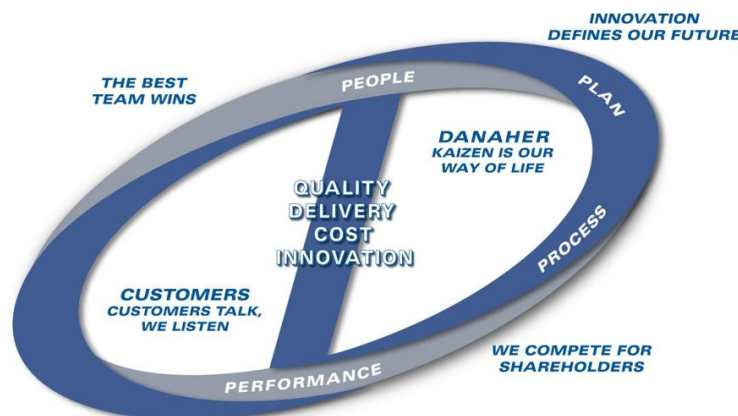 INNOVATION
DEFINES OUR FUTURE
THE BEST
TEAM WINS
PEOPLE
PLAN
DANAHER
KAIZEN IS OUR
WAY OF LIFE
QUALITY
DELIVERY
COST
INNOVATION
PROCESS
CUSTOMERS
CUSTOMERS TALK,
WE LISTEN
WE COMPETE FOR
SHAREHOLDERS
PERFORMANCE